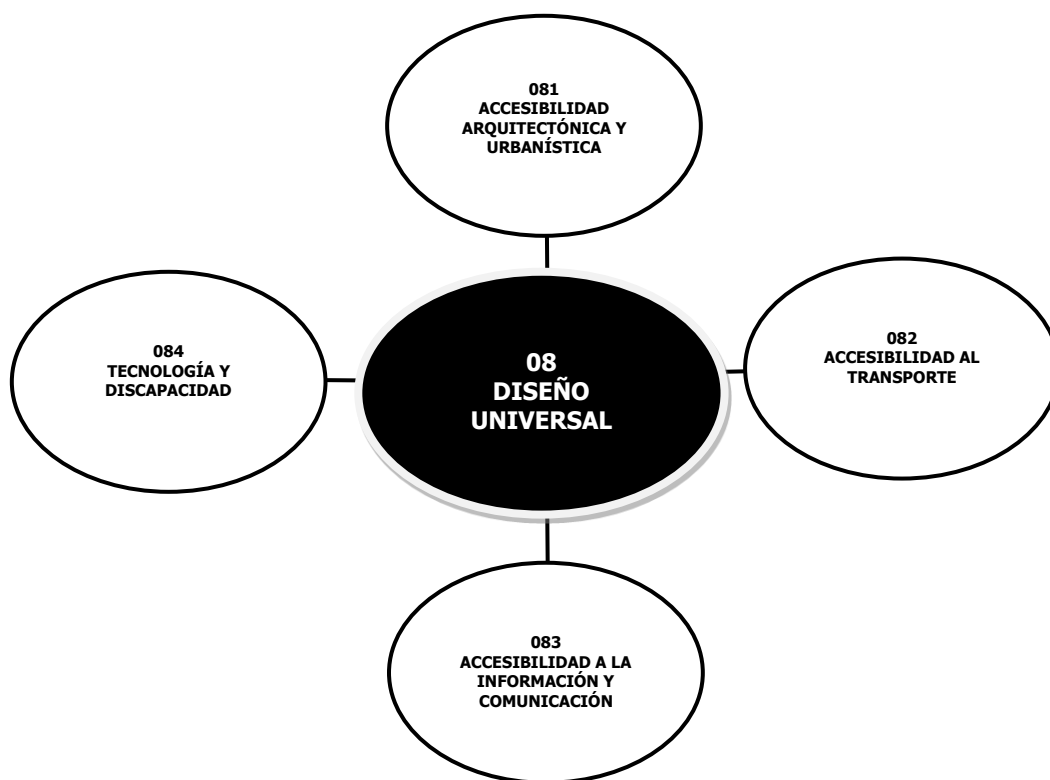 081
ACCESIBILIDAD
ARQUITECTÓNICA Y
URBANÍSTICA
084
TECNOLOGÍA Y
DISCAPACIDAD
08
DISEÑO
UNIVERSAL
082
ACCESIBILIDAD AL
TRANSPORTE
083
ACCESIBILIDAD A LA
INFORMACIÓN Y
COMUNICACIÓN